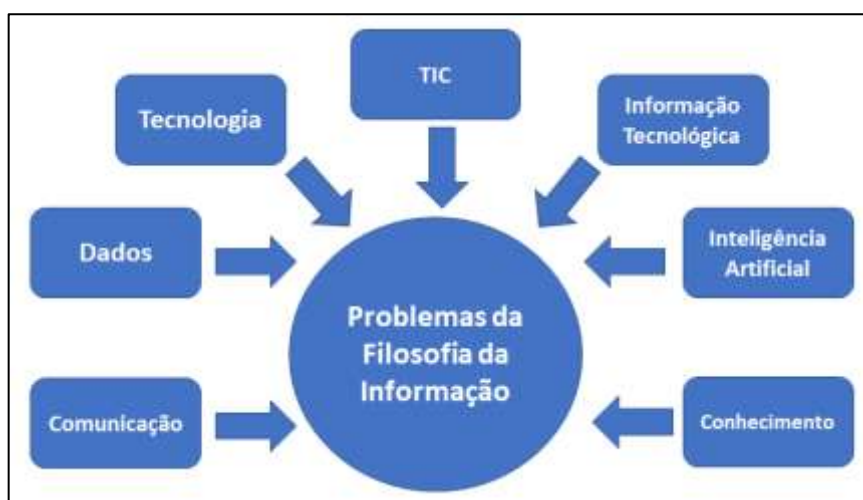 TIC
Tecnologia
Informação
Tecnológica
Dados
Inteligência
Artificial
Problemas da
Filosofia da
Informação
Comunicação
Conhecimento